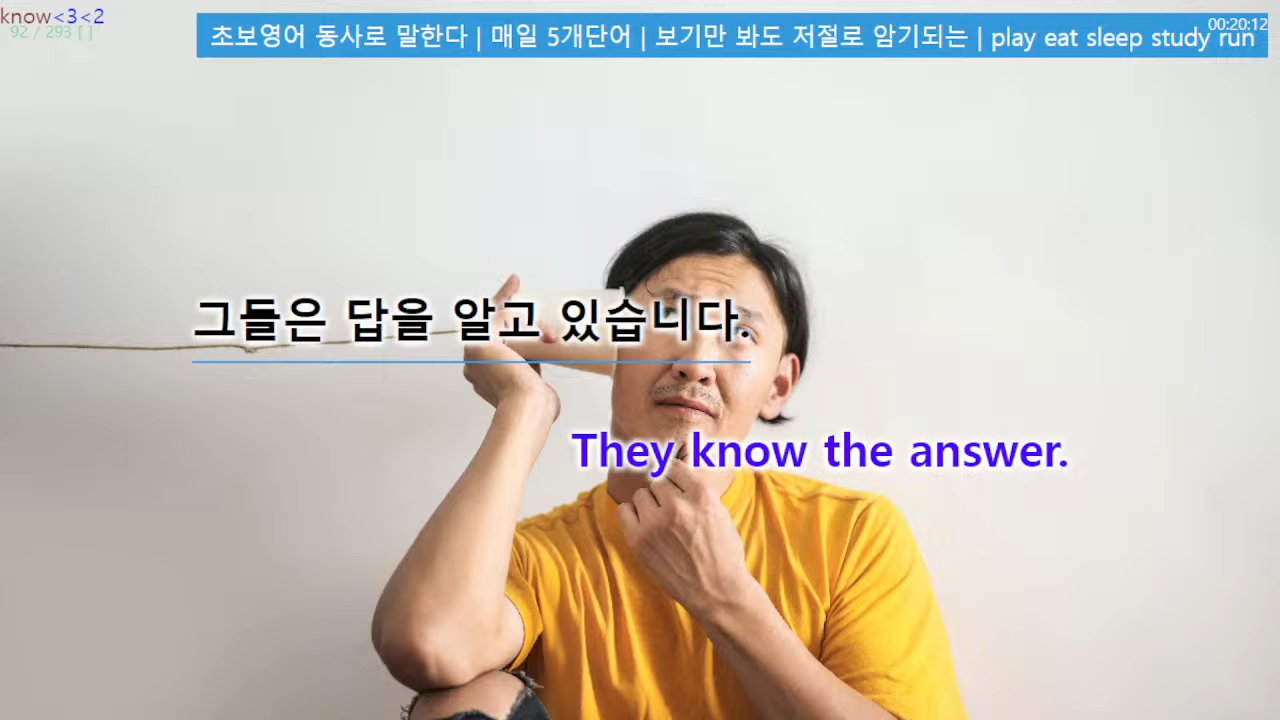 know<3<2
92 / 293 [ ]
초보영어 동사로 말한다 | 매일 5개단어 | 보기만 봐도 저절로 암기되는 | play eat sleep study run
00:20:12
그들은 답을 알고 있습니다.
They know the answer.